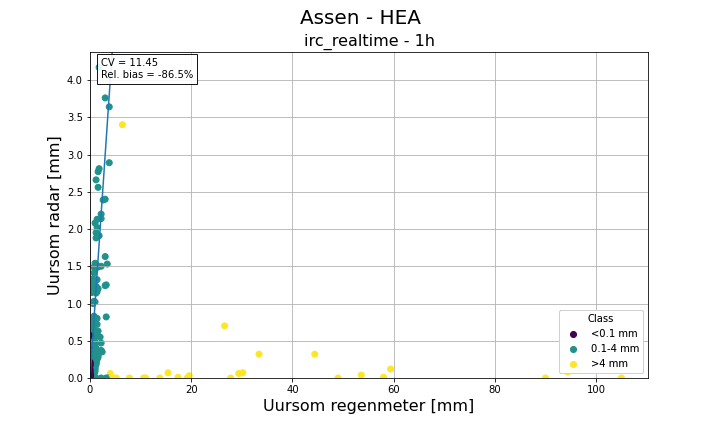 Assen - HEA
irc_realtime - 1h
CV = 11.45
Rel. bias = -86.5%
Uursom radar [mm]
4.0
3.5
3.0
2.5
2.0
1.5
1.0
0.5
0.0
0
20
40
60
80
100
Uursom regenmeter [mm]
Class
<0.1 mm
0.1-4 mm
>4 mm